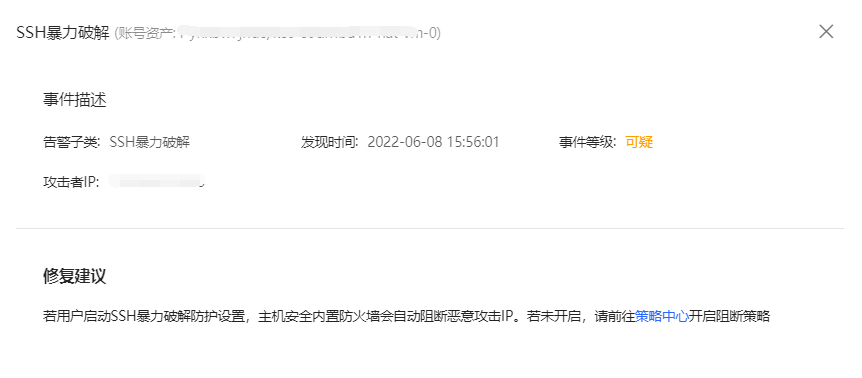 SSH暴力破解 (账号资产: -0)
事件描述
告警子类: SSH暴力破解 发现时间: 2022-06-08 15:56:01 事件等级: 可疑
攻击者IP:
修复建议
若用户启动SSH暴力破解防护设置，主机安全内置防火墙会自动阻断恶意攻击IP。若未开启，请前往策略中心开启阻断策略